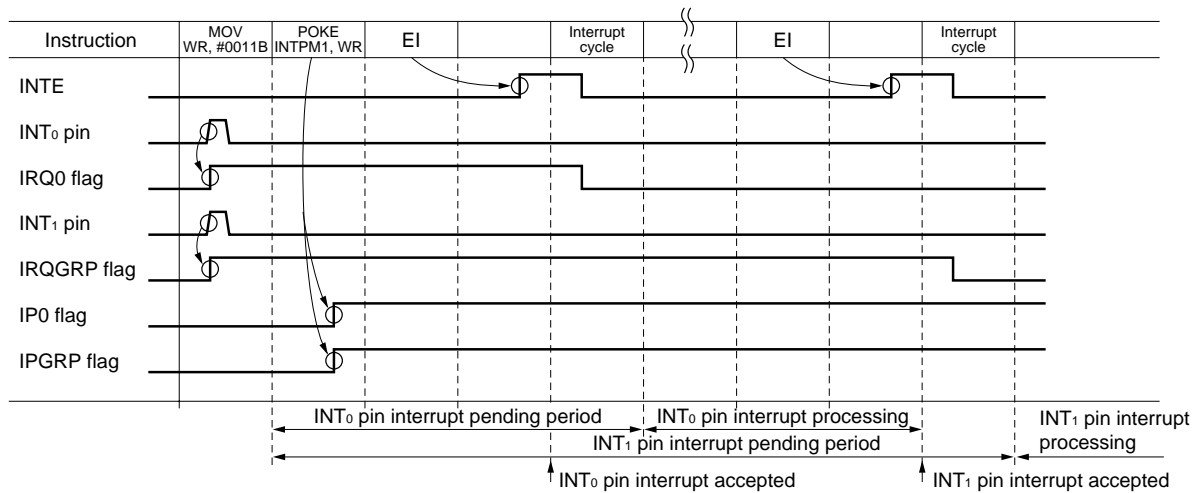 Instruction
MOV
WR, #0011B
POKE
INTPM1, WR
EI
Interrupt
cycle
EI
Interrupt
cycle
INTE
INT0 pin
IRQ0 flag
INT1 pin
IRQGRP flag
IP0 flag
IPGRP flag
INT0 pin interrupt pending period
INT0 pin interrupt processing
INT1 pin interrupt
processing
INT1 pin interrupt pending period
INT0 pin interrupt accepted
INT1 pin interrupt accepted